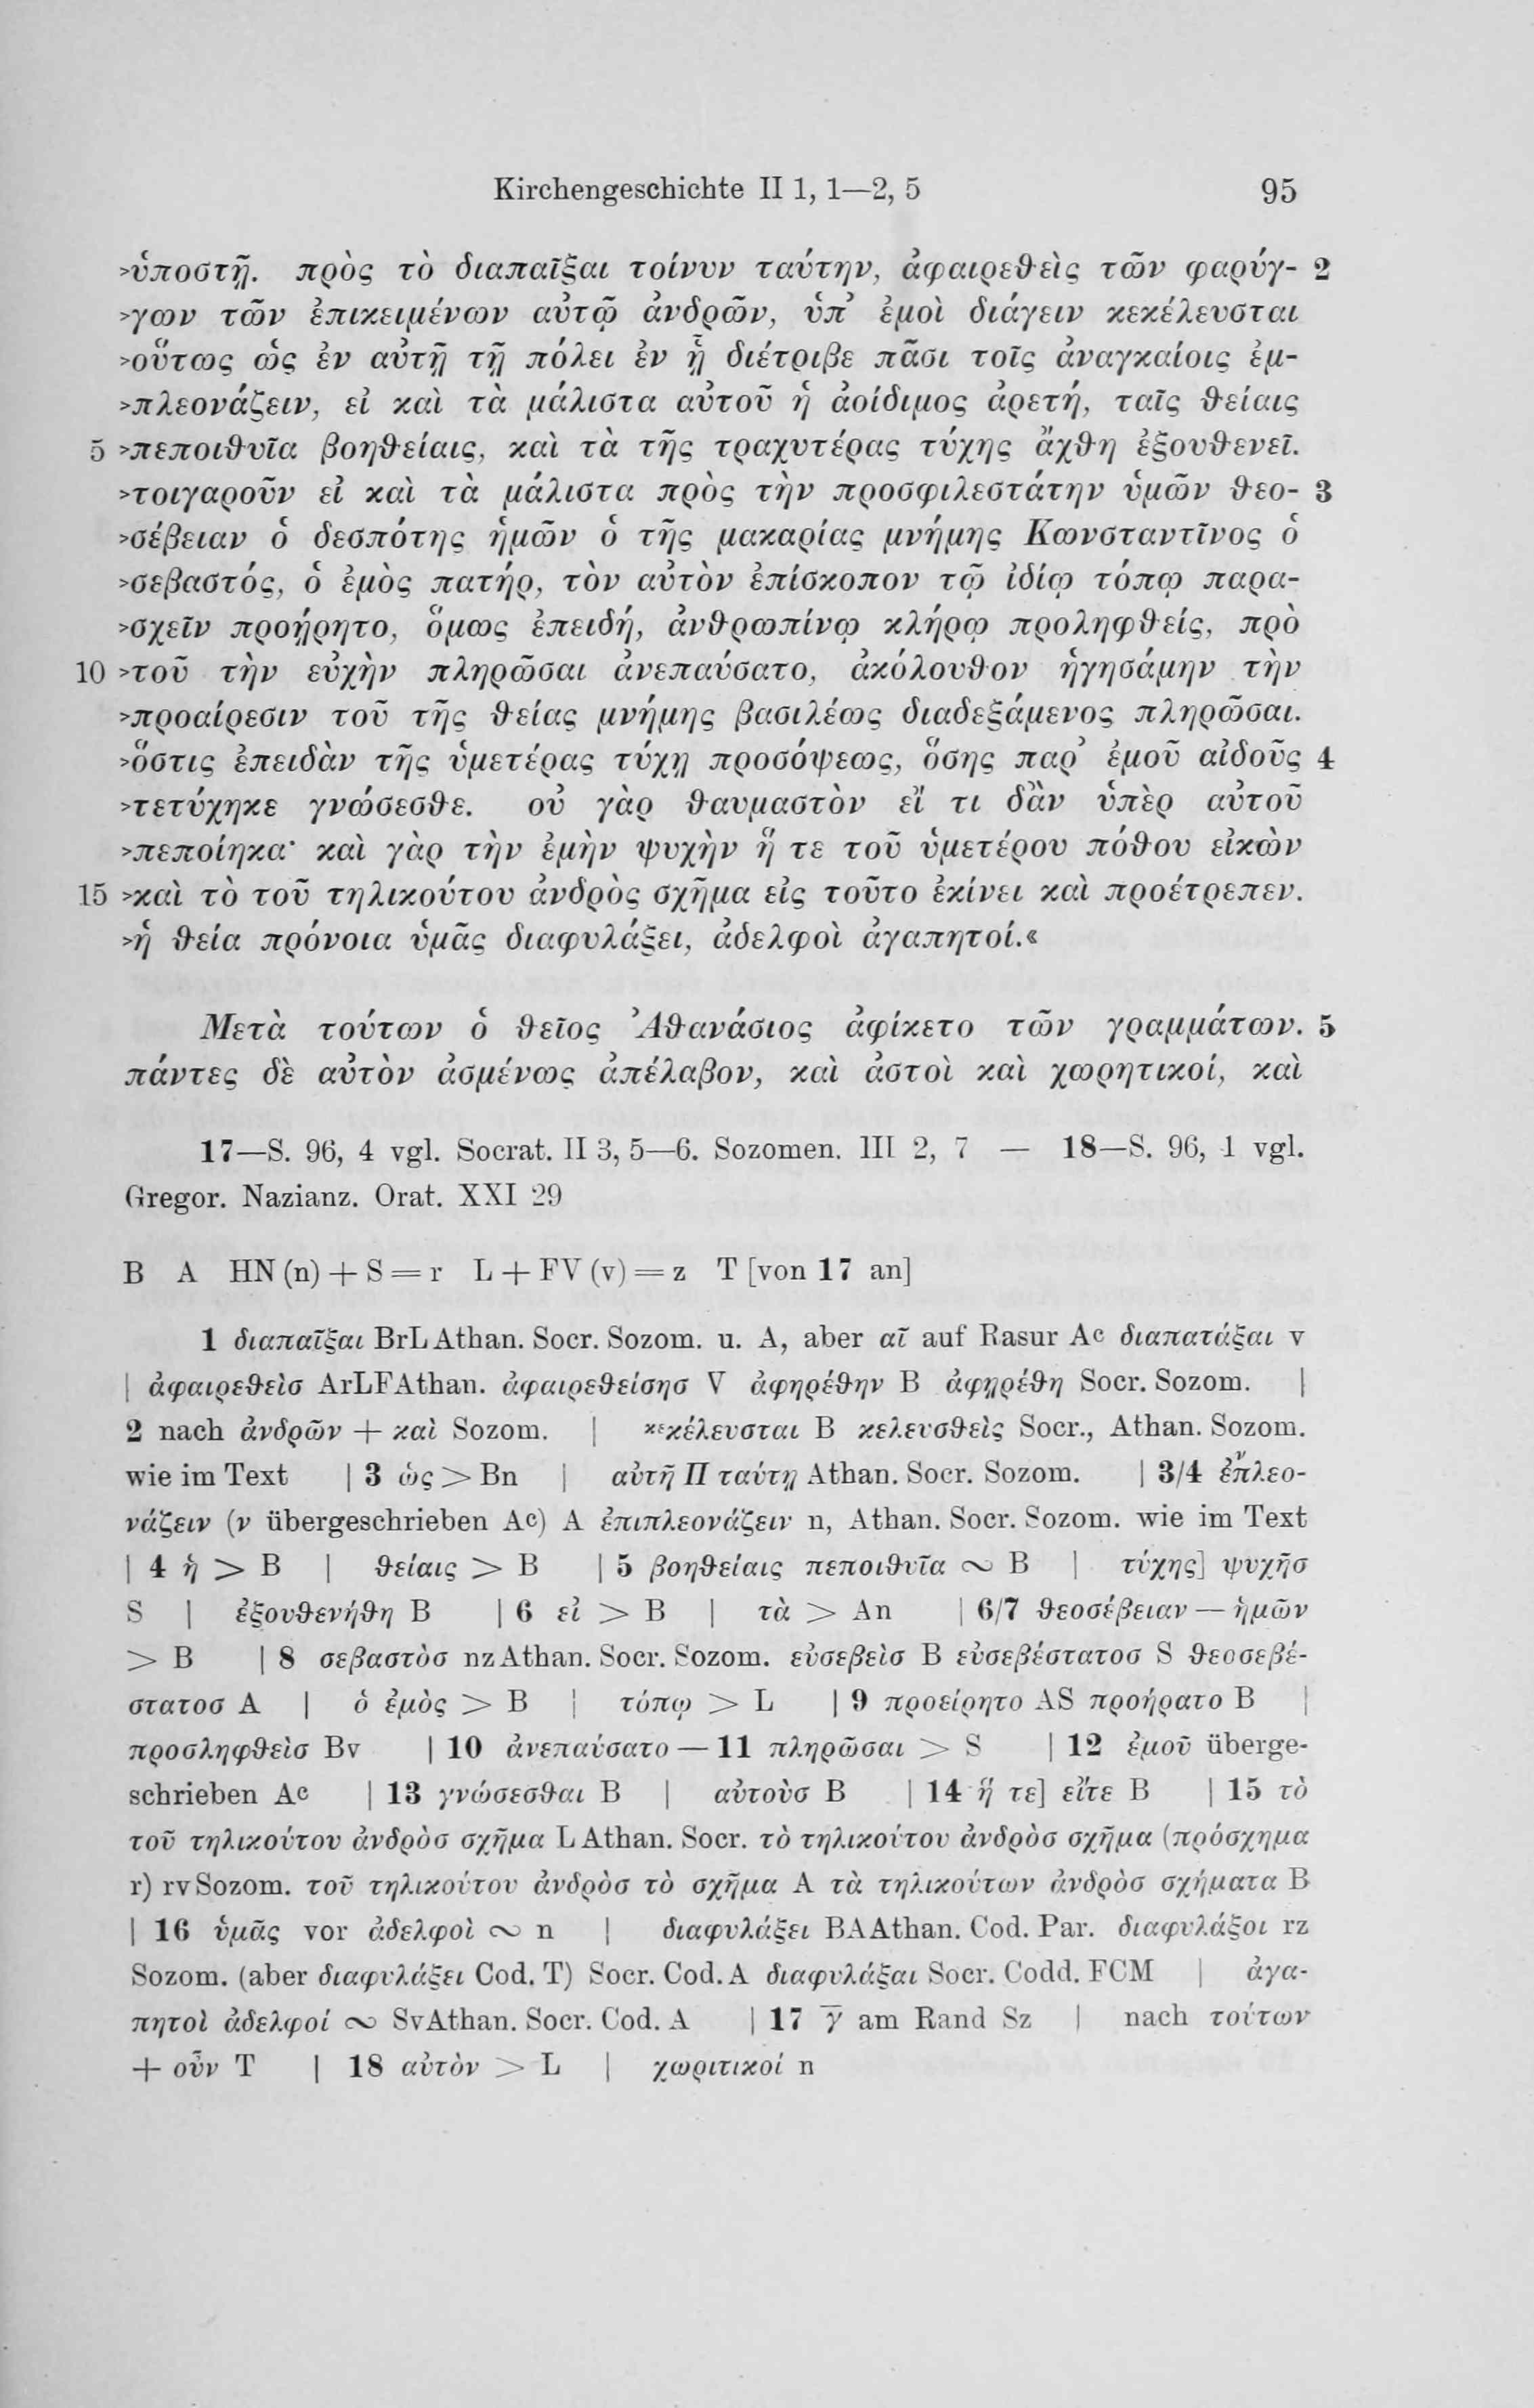 Kirchengeschichte II 1, 1—2, 5 95
>ὑποστῇ. πρὸς τὸ διαπαῖξαι τοίνυν ταύτην, ἀφαιρεθεὶς τῶν φαρύγ- 2
>γων τῶν ἐπικειμένων αὐτῷ ἀνδρῶν, ὑπ’ ἐμοὶ διάγειν κεκέλευσται
>οὕτως ὡς ἐν αὐτῇ τῇ πόλει ἐν ᾗ διέτριβε πᾶσι τοῖς ἀναγκαίοις ἐμ-
>πλεονάζειν, εἰ καὶ τὰ μάλιστα αὐτοῦ ἡ ἀοίδιμος ἀρετή, ταῖς θείαις
5 >πεποιθυῖα βοηθείαις, καὶ τὰ τῆς τραχυτέρας τύχης ἄχθη ἐξουθενεῖ.
>τοιγαροῦν εἰ καὶ τὰ μάλιστα πρὸς τὴν προσφιλεστάτην ὑμῶν θεο- 3
>σέβειαν ὁ δεσπότης ἡμῶν ὁ τῆς μακαρίας μνήμης Κωνσταντῖνος ὁ
>σεβαστός, ὁ ἐμὸς πατήρ, τὸν αὐτὸν ἐπίσκοπον τῷ ἰδίῳ τόπῳ παρα-
>σχεῖν προῄρητο, ὅμως ἐπειδή, ἀνθρωπίνῳ κλήρῳ προληφθείς, πρὸ
10 >τοῦ τὴν εὐχὴν πληρῶσαι ἀνεπαύσατο, ἀκόλουθον ἡγησάμην τὴν
>προαίρεσιν τοῦ τῆς θείας μνήμης βασιλέως διαδεξάμενος πληρῶσαι.
>ὅστις ἐπειδὰν τῆς ὑμετέρας τύχῃ προσόψεως, ὅσης παρ’ ἐμοῦ αἰδοῦς 4
>τετύχηκε γνώσεσθε. οὐ γὰρ θαυμαστὸν εἴ τι δἂν ὑπὲρ αὐτοῦ
>πεποίηκα· καὶ γὰρ τὴν ἐμὴν ψυχὴν ἥ τε τοῦ ὑμετέρου πόθου εἰκὼν
15 >καὶ τὸ τοῦ τηλικούτου ἀνδρὸς σχῆμα εἰς τοῦτο ἐκίνει καὶ προέτρεπεν.
>ἡ θεία πρόνοια ὑμᾶς διαφυλάξει, ἀδελφοὶ ἀγαπητοί.«
Μετὰ τούτων ὁ θεῖος Ἀθανάσιος ἀφίκετο τῶν γραμμάτων. 5
πάντες δὲ αὐτὸν ἀσμένως ἀπέλαβον, καὶ ἀστοὶ καὶ χωρητικοί, καὶ
17—S. 96, 4 vgl. Socrat. II 3, 5—6. Sozomen. III 2, 7 — 18—S. 96, 1 vgl.
Gregor. Nazianz. Orat. XXI 29
B A HN (n) + S = r L + FV (v) = z T [von 17 an]
1 διαπαῖξαι BrL Athan. Socr. Sozom. u. A, aber αῖ auf Rasur Aᶜ διαπατάξαι v
| ἀφαιρεθεὶσ ArLFAthan. ἀφαιρεθείσησ V ἀφηρέθην B ἀφῃρέθη Socr. Sozom. |
2 nach ἀνδρῶν + καὶ Sozom. | κεκέλευσται B κελευσθεὶς Socr., Athan. Sozom.
wie im Text | 3 ὡς > Bn | αὐτῆ Π ταύτῃ Athan. Socr. Sozom. | 3/4 ἐπνλεο-
νάζειν (ν übergeschrieben Aᶜ) A ἐπιπλεονάζειν n, Athan. Socr. Sozom. wie im Text
| 4 ἡ > B | θείαις > B | 5 βοηθείαις πεποιθυῖα ∾ B | τύχης] ψυχῆσ
S | ἐξουθενήθη B | 6 εἰ > B | τὰ > An | 6/7 θεοσέβειαν — ἡμῶν
> B | 8 σεβαστὸσ nz Athan. Socr. Sozom. εὐσεβεὶσ B εὐσεβέστατοσ S θεοσεβέ-
στατοσ A | ὁ ἐμὸς > B | τόπῳ > L | 9 προείρητο AS προήρατο B |
προσληφθεὶσ Bv | 10 ἀνεπαύσατο — 11 πληρῶσαι > S | 12 ἐμοῦ überge-
schrieben Aᶜ | 13 γνώσεσθαι B | αὐτοὺσ B | 14 ἥ τε] εἴτε B | 15 τὸ
τοῦ τηλικούτου ἀνδρὸσ σχῆμα L Athan. Socr. τὸ τηλικούτου ἀνδρὸσ σχῆμα (πρόσχημα
r) rv Sozom. τοῦ τηλικούτου ἀνδρὸσ τὸ σχῆμα A τὰ τηλικούτων ἀνδρὸσ σχήματα B
| 16 ὑμᾶς vor ἀδελφοὶ ∾ n | διαφυλάξει BA Athan. Cod. Par. διαφυλάξοι rz
Sozom. (aber διαφυλάξει Cod. T) Socr. Cod. A διαφυλάξαι Socr. Codd. FCM | ἀγα-
πητοὶ ἀδελφοί ∾ Sv Athan. Socr. Cod. A | 17 γ̅ am Rand Sz | nach τούτων
+ οὖν T | 18 αὐτὸν > L | χωριτικοί n